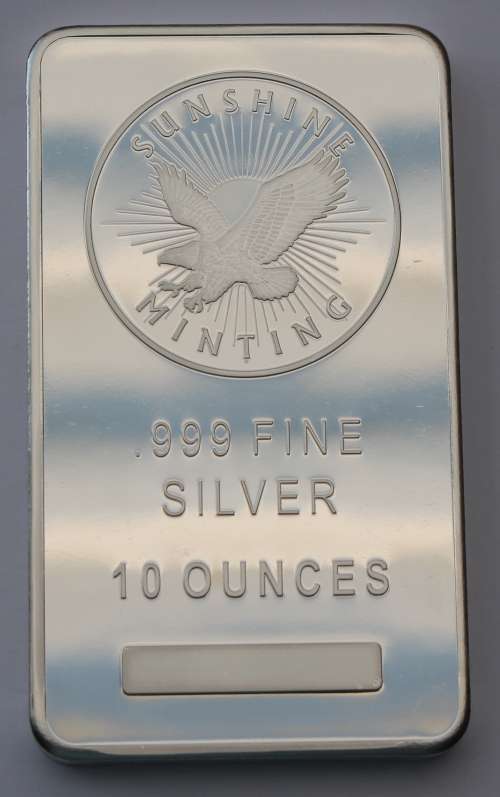 SUNSHINE
MINTING
.999 FINE
SILVER
10 OUNCES